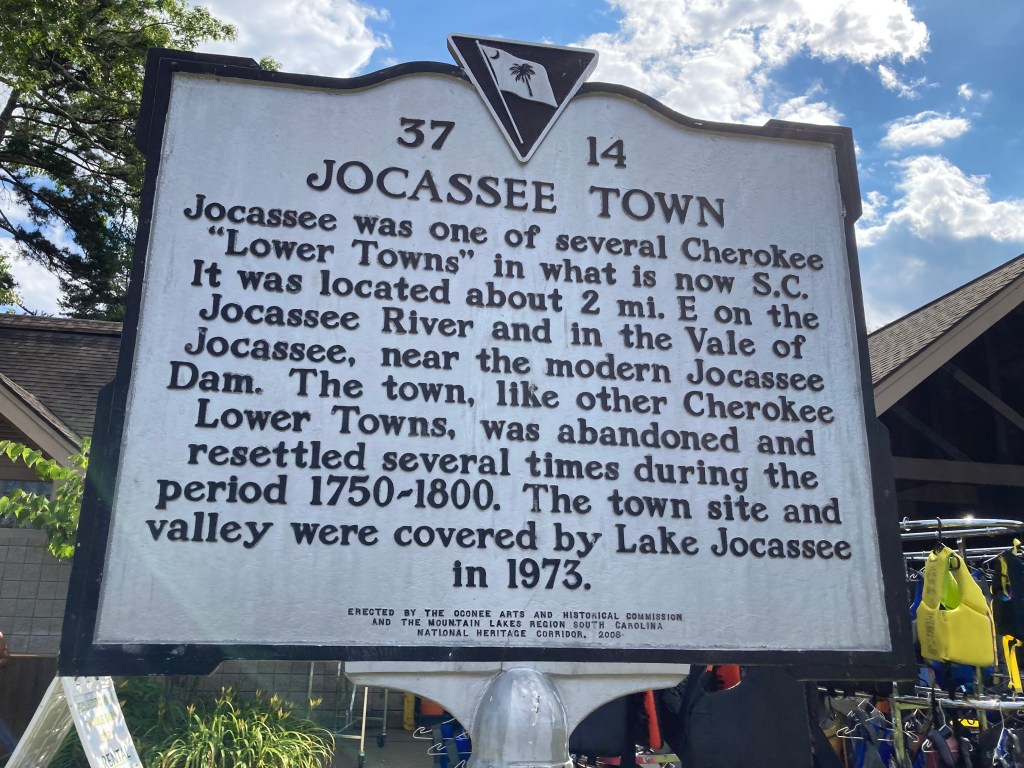 37 14
JOCASSEE TOWN
Jocassee was one of several Cherokee
“Lower Towns” in what is now S.C.
It was located about 2 mi. E on the
Jocassee River and in the Vale of
Jocassee, near the modern Jocassee
Dam. The town, like other Cherokee
Lower Towns, was abandoned and
resettled several times during the
period 1750-1800. The town site and
valley were covered by Lake Jocassee
in 1973.
ERECTED BY THE OCONEE ARTS AND HISTORICAL COMMISSION
AND THE MOUNTAIN LAKES REGION SOUTH CAROLINA
NATIONAL HERITAGE CORRIDOR, 2008
RENTAL